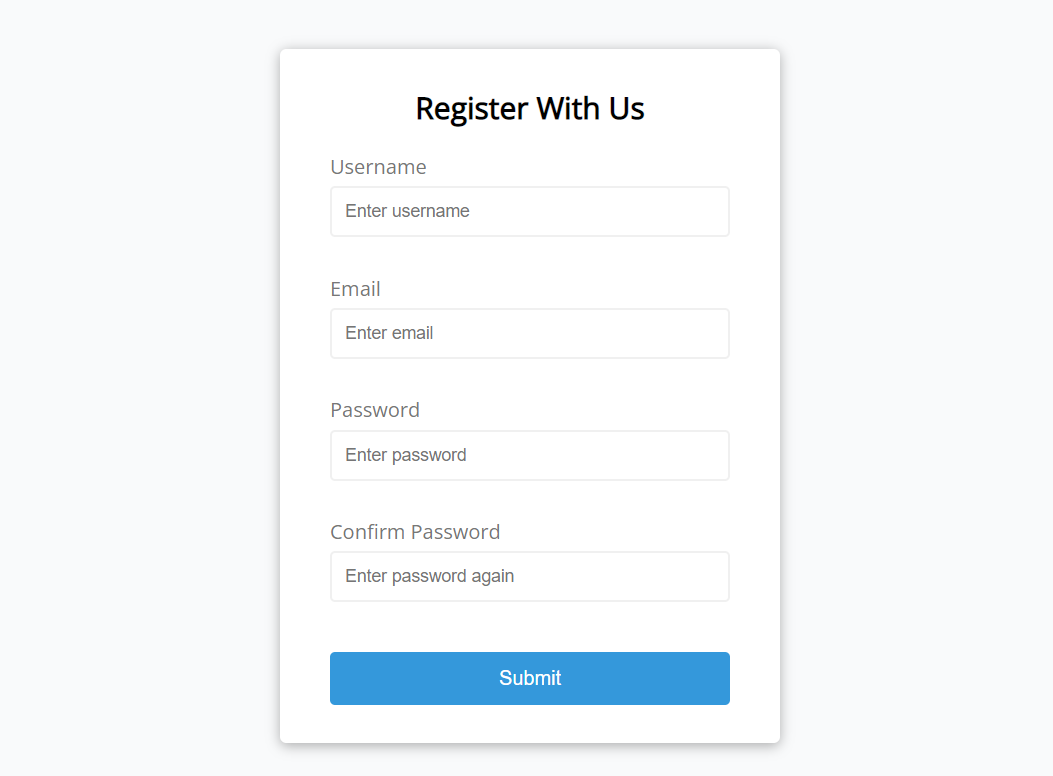 Register With Us
Username
Enter username
Email
Enter email
Password
Enter password
Confirm Password
Enter password again
Submit